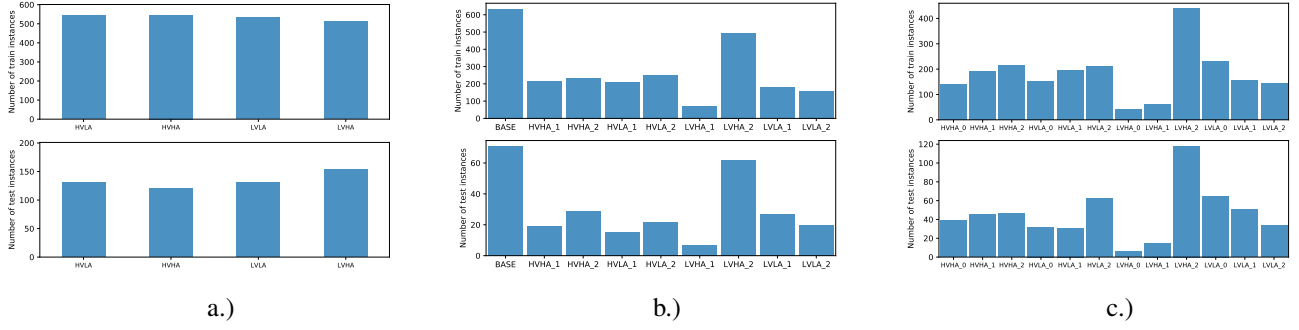 Number of train instances
600
500
400
300
200
100
0
HVLA HVHA LVLA LVHA
Number of test instances
200
150
100
50
0
HVLA HVHA LVLA LVHA
a.)
Number of train instances
600
500
400
300
200
100
0
BASE HVHA_1 HVHA_2 HVLA_1 HVLA_2 LVHA_1 LVHA_2 LVLA_1 LVLA_2
Number of test instances
60
40
20
0
BASE HVHA_1 HVHA_2 HVLA_1 HVLA_2 LVHA_1 LVHA_2 LVLA_1 LVLA_2
b.)
Number of train instances
400
300
200
100
0
HVHA_0 HVHA_1 HVHA_2 HVLA_0 HVLA_1 HVLA_2 LVHA_0 LVHA_1 LVHA_2 LVLA_0 LVLA_1 LVLA_2
Number of test instances
120
100
80
60
40
20
0
HVHA_0 HVHA_1 HVHA_2 HVLA_0 HVLA_1 HVLA_2 LVHA_0 LVHA_1 LVHA_2 LVLA_0 LVLA_1 LVLA_2
c.)